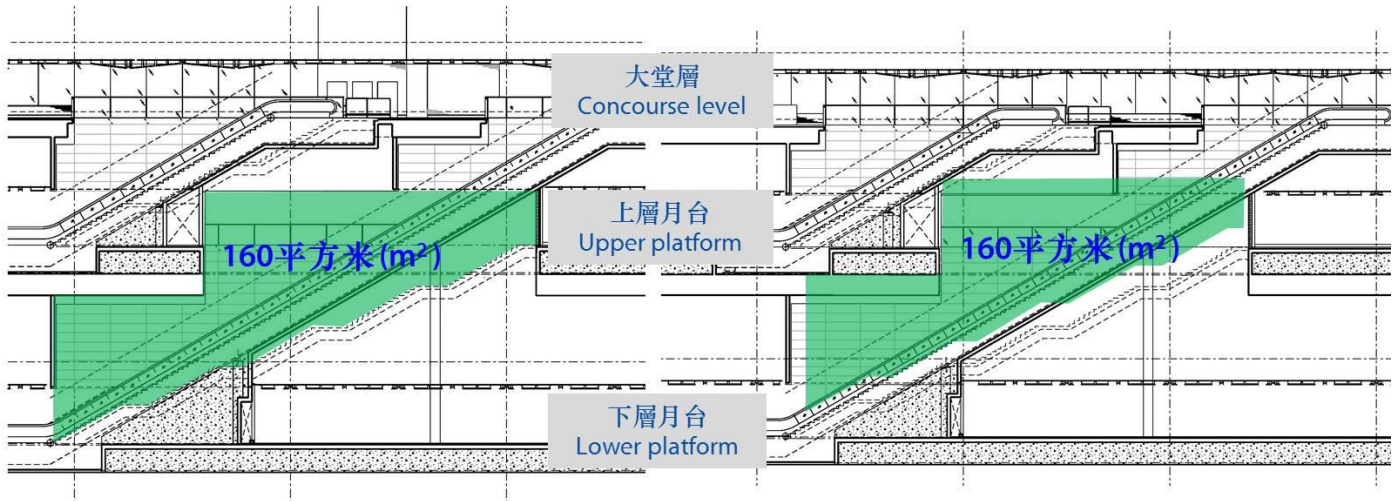 大堂層
Concourse level
上層月台
Upper platform
160平方米(m²)
160平方米(m²)
下層月台
Lower platform